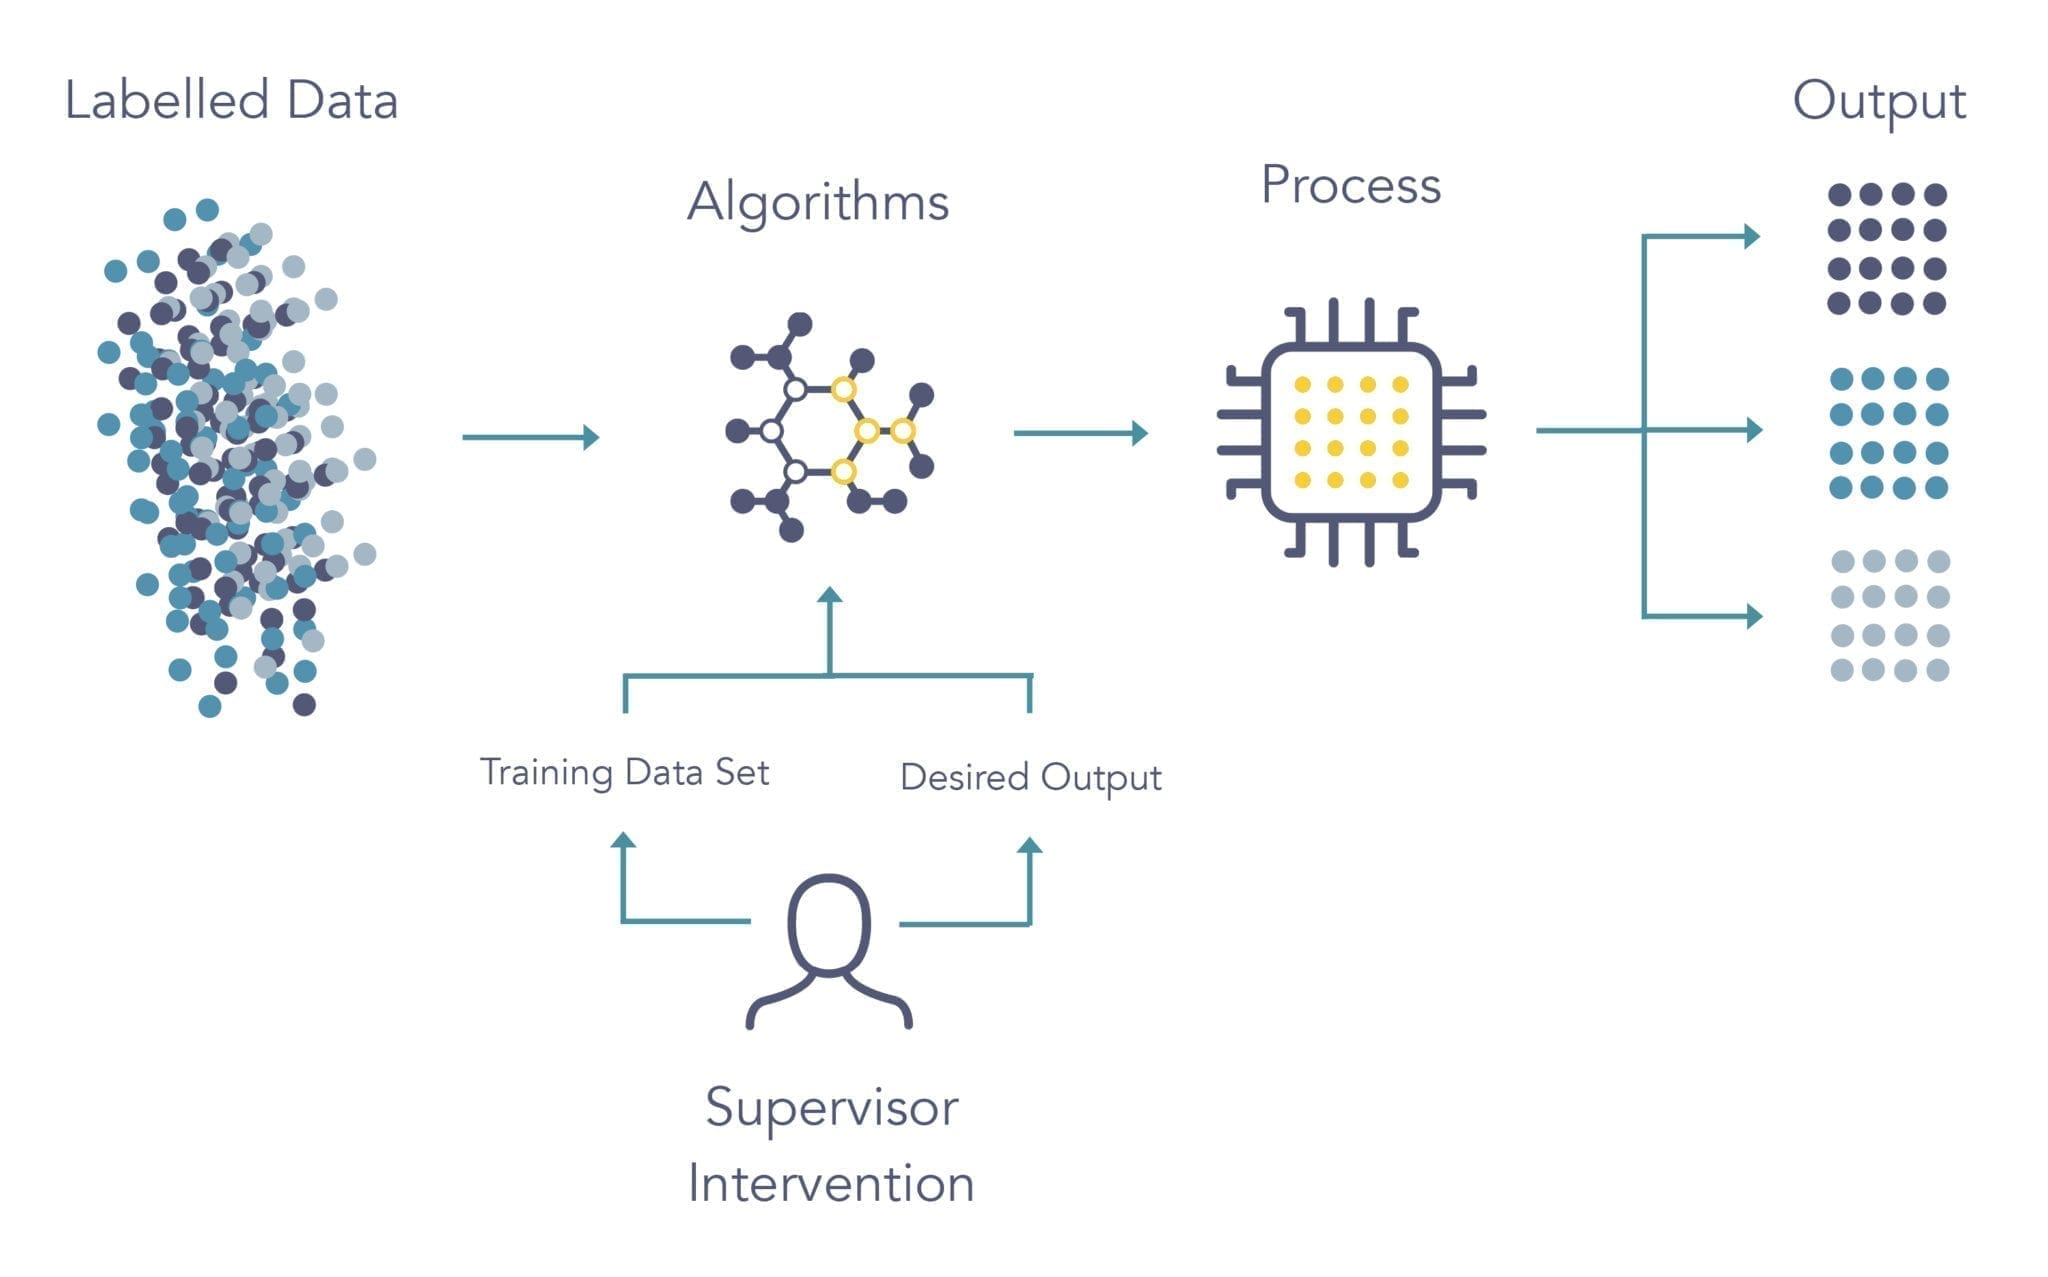 Labelled Data
Algorithms
Process
Output
Training Data Set
Desired Output
Supervisor
Intervention